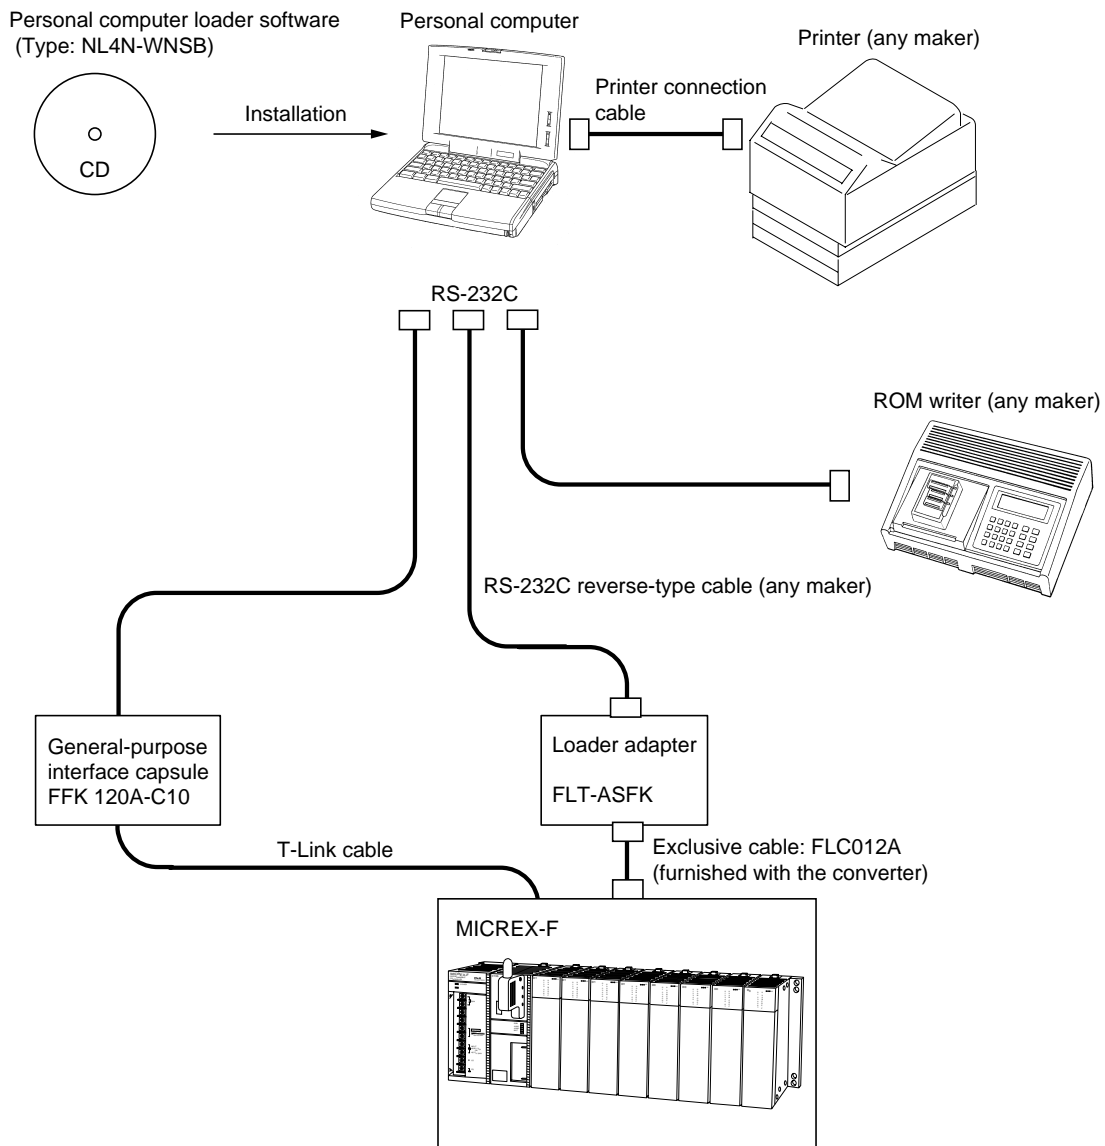 Personal computer loader software
(Type: NL4N-WNSB)
CD
Installation
Personal computer
Printer connection
cable
Printer (any maker)
RS-232C
ROM writer (any maker)
RS-232C reverse-type cable (any maker)
General-purpose
interface capsule
FFK 120A-C10
Loader adapter
FLT-ASFK
T-Link cable
Exclusive cable: FLC012A
(furnished with the converter)
MICREX-F